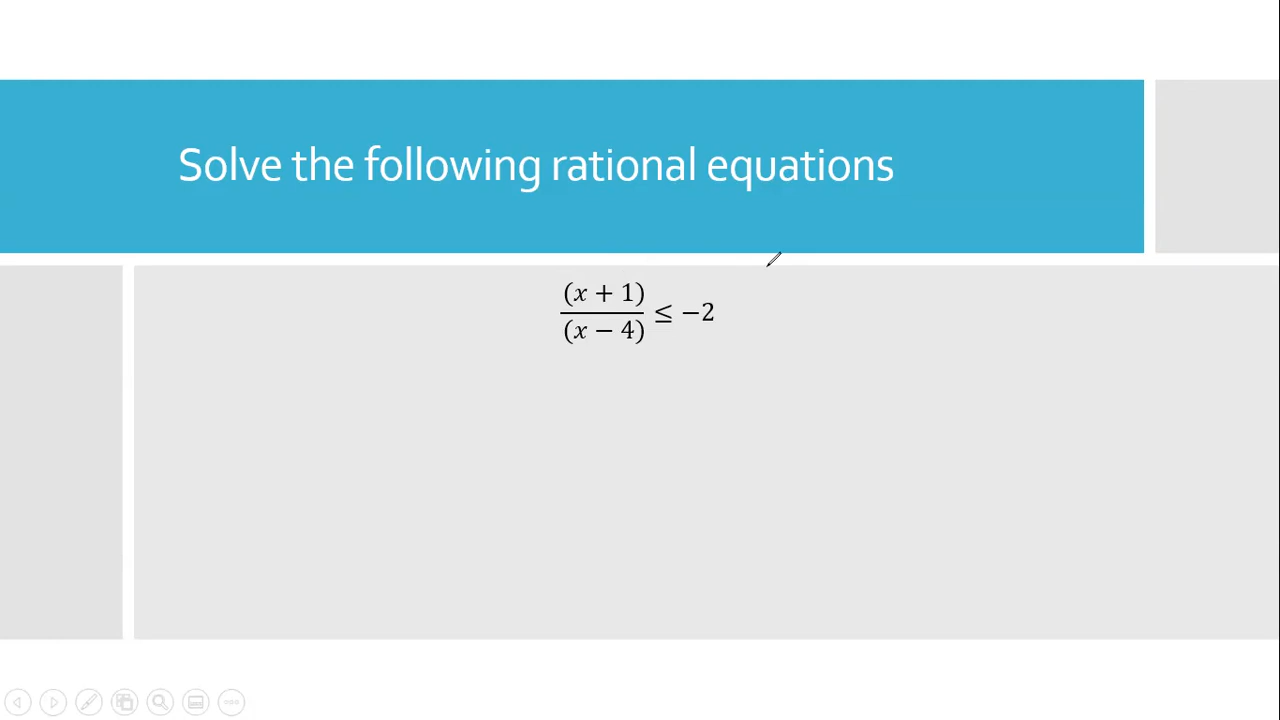 Solve the following rational equations
(x + 1)
(x − 4) ≤ −2